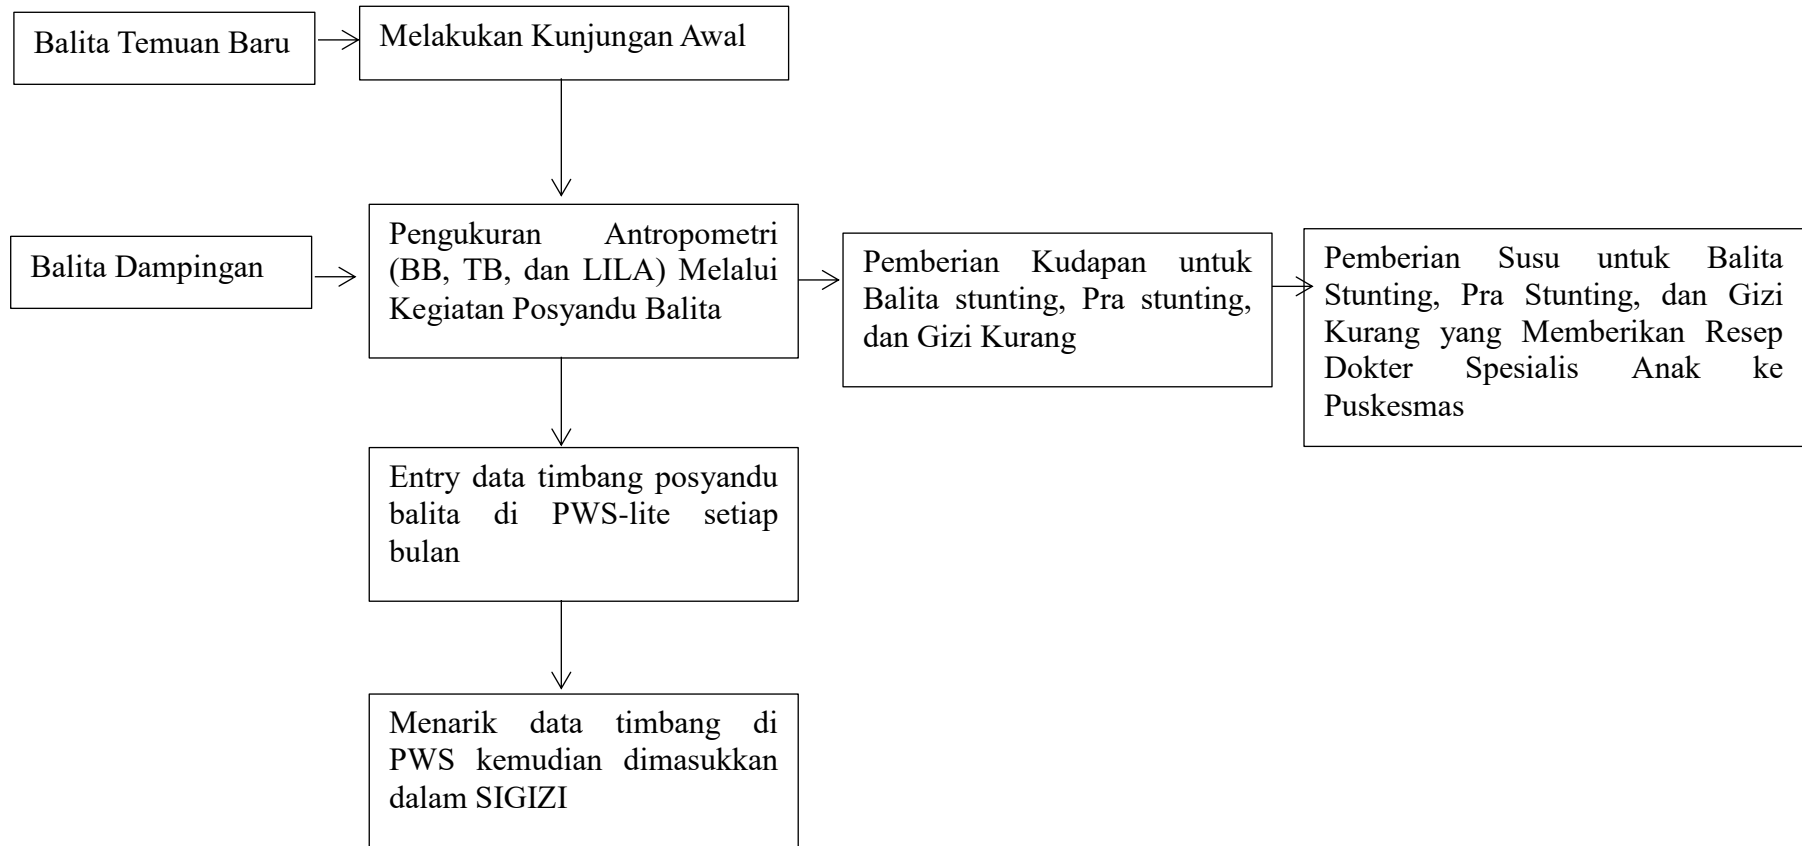 Balita Temuan Baru
Melakukan Kunjungan Awal
Balita Dampingan
Pengukuran Antropometri
(BB, TB, dan LILA) Melalui
Kegiatan Posyandu Balita
Pemberian Kudapan untuk
Balita stunting, Pra stunting,
dan Gizi Kurang
Pemberian Susu untuk Balita
Stunting, Pra Stunting, dan Gizi
Kurang yang Memberikan Resep
Dokter Spesialis Anak ke
Puskesmas
Entry data timbang posyandu
balita di PWS-lite setiap
bulan
Menarik data timbang di
PWS kemudian dimasukkan
dalam SIGIZI